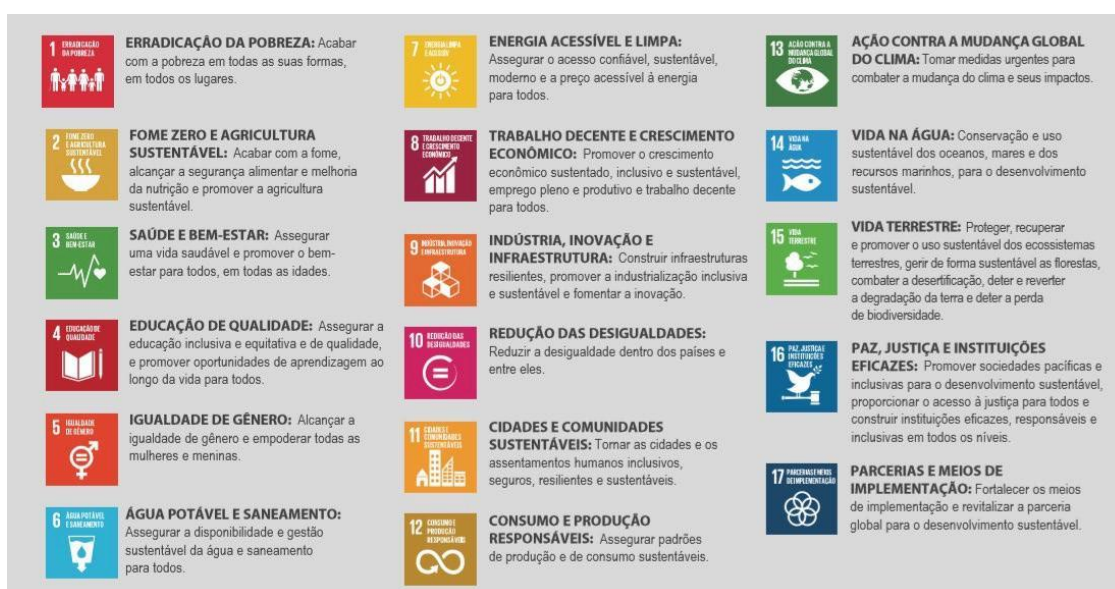 1 ERRADICAÇÃO
DA POBREZA
ERRADICAÇÃO DA POBREZA: Acabar
com a pobreza em todas as suas formas,
em todos os lugares.
2 FOME ZERO
E AGRICULTURA
SUSTENTÁVEL
FOME ZERO E AGRICULTURA
SUSTENTÁVEL: Acabar com a fome,
alcançar a segurança alimentar e melhoria
da nutrição e promover a agricultura
sustentável.
3 SAÚDE E
BEM-ESTAR
SAÚDE E BEM-ESTAR: Assegurar
uma vida saudável e promover o bem-
estar para todos, em todas as idades.
4 EDUCAÇÃO DE
QUALIDADE
EDUCAÇÃO DE QUALIDADE: Assegurar a
educação inclusiva e equitativa e de qualidade,
e promover oportunidades de aprendizagem ao
longo da vida para todos.
5 IGUALDADE
DE GÊNERO
IGUALDADE DE GÊNERO: Alcançar a
igualdade de gênero e empoderar todas as
mulheres e meninas.
6 ÁGUA POTÁVEL
E SANEAMENTO
ÁGUA POTÁVEL E SANEAMENTO:
Assegurar a disponibilidade e gestão
sustentável da água e saneamento
para todos.
7 ENERGIA LIMPA
ENERGIA ACESSÍVEL E LIMPA:
Assegurar o acesso confiável, sustentável,
moderno e a preço acessível à energia
para todos.
8 TRABALHO DECENTE
E CRESCIMENTO
ECONÔMICO
TRABALHO DECENTE E CRESCIMENTO
ECONÔMICO: Promover o crescimento
econômico sustentado, inclusivo e sustentável,
emprego pleno e produtivo e trabalho decente
para todos.
9 INDÚSTRIA, INOVAÇÃO
E INFRAESTRUTURA
INDÚSTRIA, INOVAÇÃO E
INFRAESTRUTURA: Construir infraestruturas
resilientes, promover a industrialização inclusiva
e sustentável e fomentar a inovação.
10 REDUÇÃO DAS
DESIGUALDADES
REDUÇÃO DAS DESIGUALDADES:
Reduzir a desigualdade dentro dos países e
entre eles.
11 CIDADES E
COMUNIDADES
SUSTENTÁVEIS
CIDADES E COMUNIDADES
SUSTENTÁVEIS: Tornar as cidades e os
assentamentos humanos inclusivos,
seguros, resilientes e sustentáveis.
12 CONSUMO E
PRODUÇÃO
RESPONSÁVEIS
CONSUMO E PRODUÇÃO
RESPONSÁVEIS: Assegurar padrões
de produção e de consumo sustentáveis.
13 AÇÃO CONTRA A
MUDANÇA GLOBAL
DO CLIMA
AÇÃO CONTRA A MUDANÇA GLOBAL
DO CLIMA: Tomar medidas urgentes para
combater a mudança do clima e seus impactos.
14 VIDA NA
ÁGUA
VIDA NA ÁGUA: Conservação e uso
sustentável dos oceanos, mares e dos
recursos marinhos, para o desenvolvimento
sustentável.
15 VIDA
TERRESTRE
VIDA TERRESTRE: Proteger, recuperar
e promover o uso sustentável dos ecossistemas
terrestres, gerir de forma sustentável as florestas,
combater a desertificação, deter e reverter
a degradação da terra e deter a perda
de biodiversidade.
16 PAZ, JUSTIÇA E
INSTITUIÇÕES
EFICAZES
PAZ, JUSTIÇA E INSTITUIÇÕES
EFICAZES: Promover sociedades pacíficas e
inclusivas para o desenvolvimento sustentável,
proporcionar o acesso à justiça para todos e
construir instituições eficazes, responsáveis e
inclusivas em todos os níveis.
17 PARCERIAS E MEIOS
DE IMPLEMENTAÇÃO
PARCERIAS E MEIOS DE
IMPLEMENTAÇÃO: Fortalecer os meios
de implementação e revitalizar a parceria
global para o desenvolvimento sustentável.